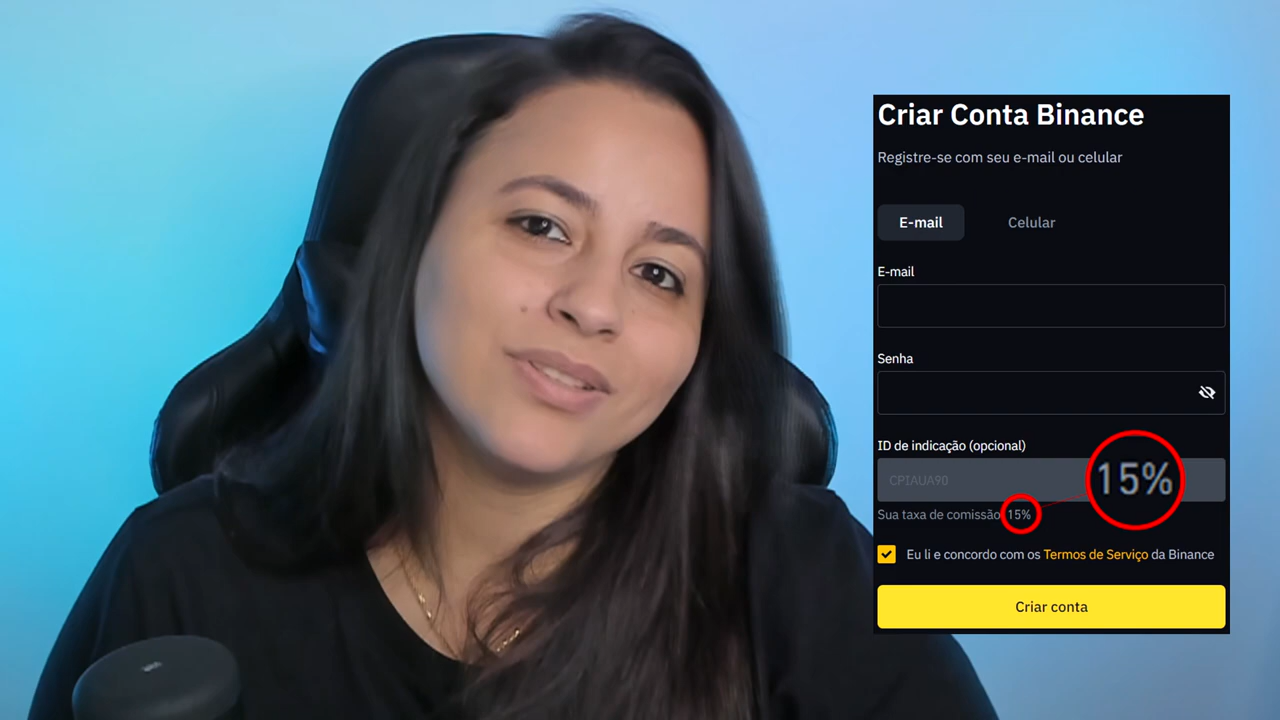 Criar Conta Binance
Registre-se com seu e-mail ou celular
E-mail Celular
E-mail
Senha
ID de indicação (opcional)
CPIAUA90
15%
Sua taxa de comissão 15%
Eu li e concordo com os Termos de Serviço da Binance
Criar conta